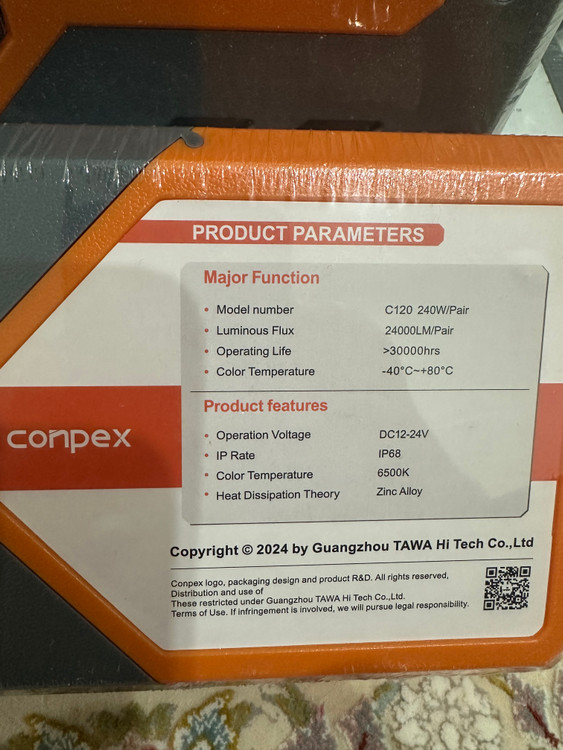 PRODUCT PARAMETERS
Major Function
• Model number C120 240W/Pair
• Luminous Flux 24000LM/Pair
• Operating Life >30000hrs
• Color Temperature -40°C~+80°C
Product features
• Operation Voltage DC12-24V
• IP Rate IP68
• Color Temperature 6500K
• Heat Dissipation Theory Zinc Alloy
conpex
Copyright © 2024 by Guangzhou TAWA Hi Tech Co.,Ltd
Conpex logo, packaging design and product R&D. All rights reserved,
Distribution and use of
These restricted under Guangzhou TAWA Hi Tech Co.,Ltd.
Terms of Use. If infringement is involved, we will pursue legal responsibility.